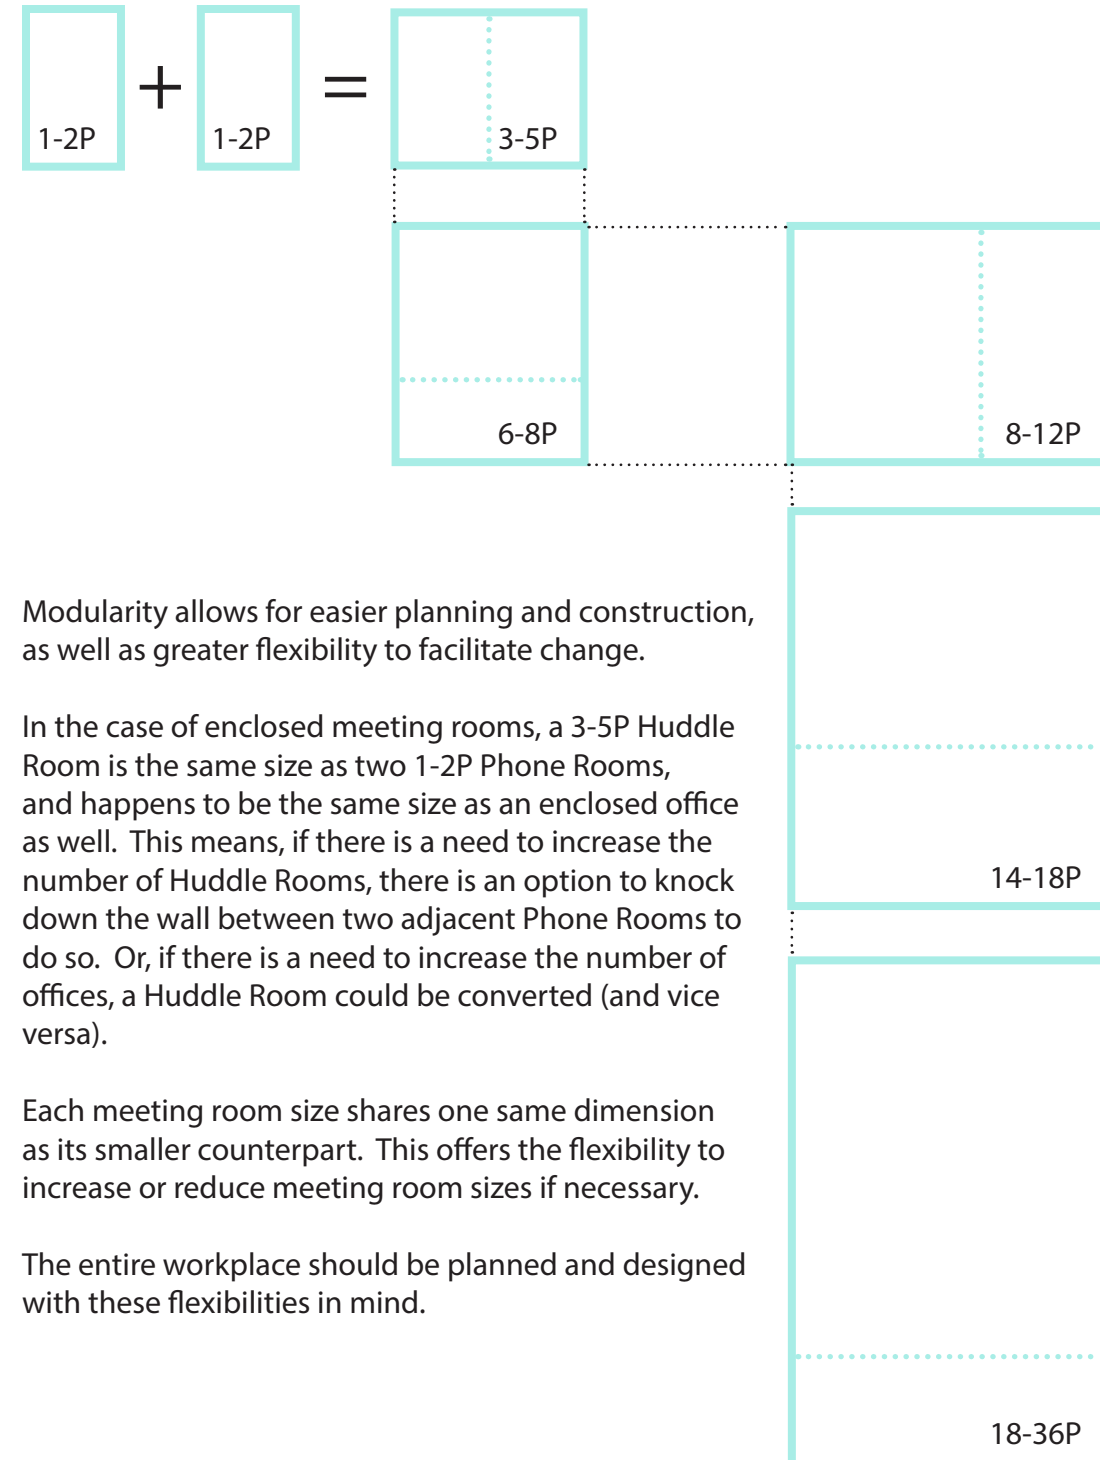 1-2P + 1-2P = 3-5P
6-8P
8-12P
14-18P
18-36P
Modularity allows for easier planning and construction,
as well as greater flexibility to facilitate change.
In the case of enclosed meeting rooms, a 3-5P Huddle
Room is the same size as two 1-2P Phone Rooms,
and happens to be the same size as an enclosed office
as well.  This means, if there is a need to increase the
number of Huddle Rooms, there is an option to knock
down the wall between two adjacent Phone Rooms to
do so.  Or, if there is a need to increase the number of
offices, a Huddle Room could be converted (and vice
versa).
Each meeting room size shares one same dimension
as its smaller counterpart.  This offers the flexibility to
increase or reduce meeting room sizes if necessary.
The entire workplace should be planned and designed
with these flexibilities in mind.